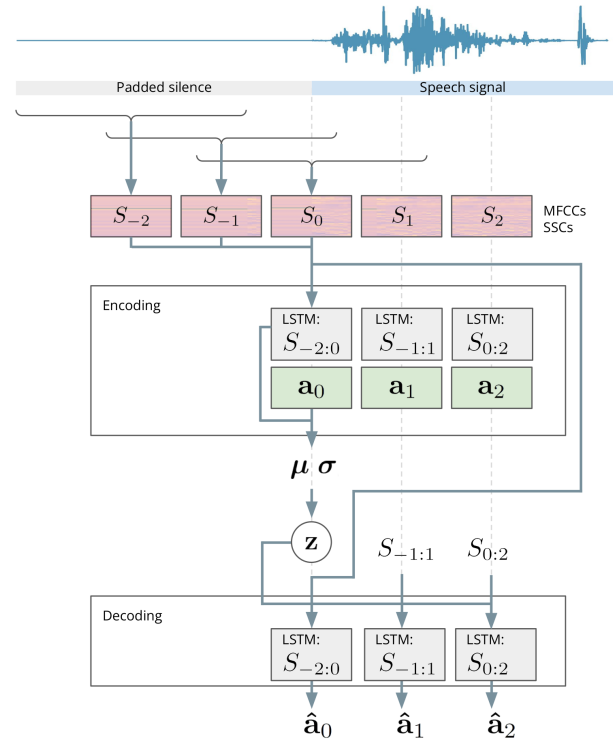 Padded silence Speech signal
S₋₂ S₋₁ S₀ S₁ S₂ MFCCs
SSCs
Encoding
LSTM: LSTM: LSTM:
S₋₂:₀ S₋₁:₁ S₀:₂
a₀ a₁ a₂
μ σ
z
S₋₁:₁ S₀:₂
Decoding
LSTM: LSTM: LSTM:
S₋₂:₀ S₋₁:₁ S₀:₂
â₀ â₁ â₂